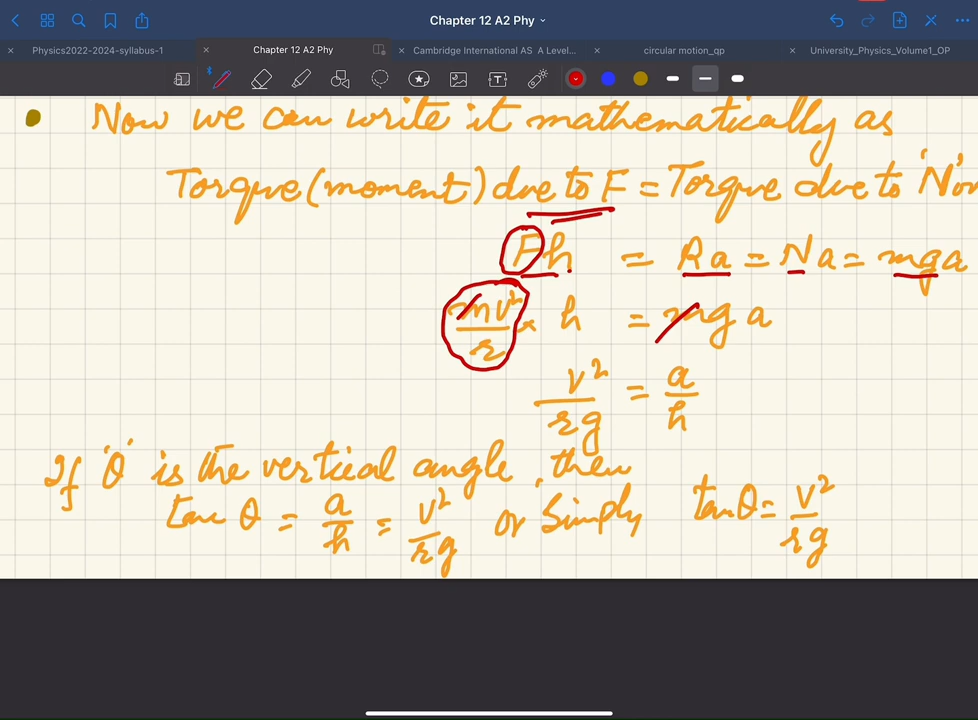 Chapter 12 A2 Phy
Physics2022-2024-syllabus-1
Chapter 12 A2 Phy
Cambridge International AS A Level...
circular motion_qp
University_Physics_Volume1_OP
Now we can write it mathematically as
Torque (moment) due to F = Torque due to 'N'
Fh = Ra = Na = mga
mv²/r × h = mg a
v²/rg = a/h
If 'θ' is the vertical angle, then
tan θ = a/h = v²/rg or Simply tanθ = v²/rg